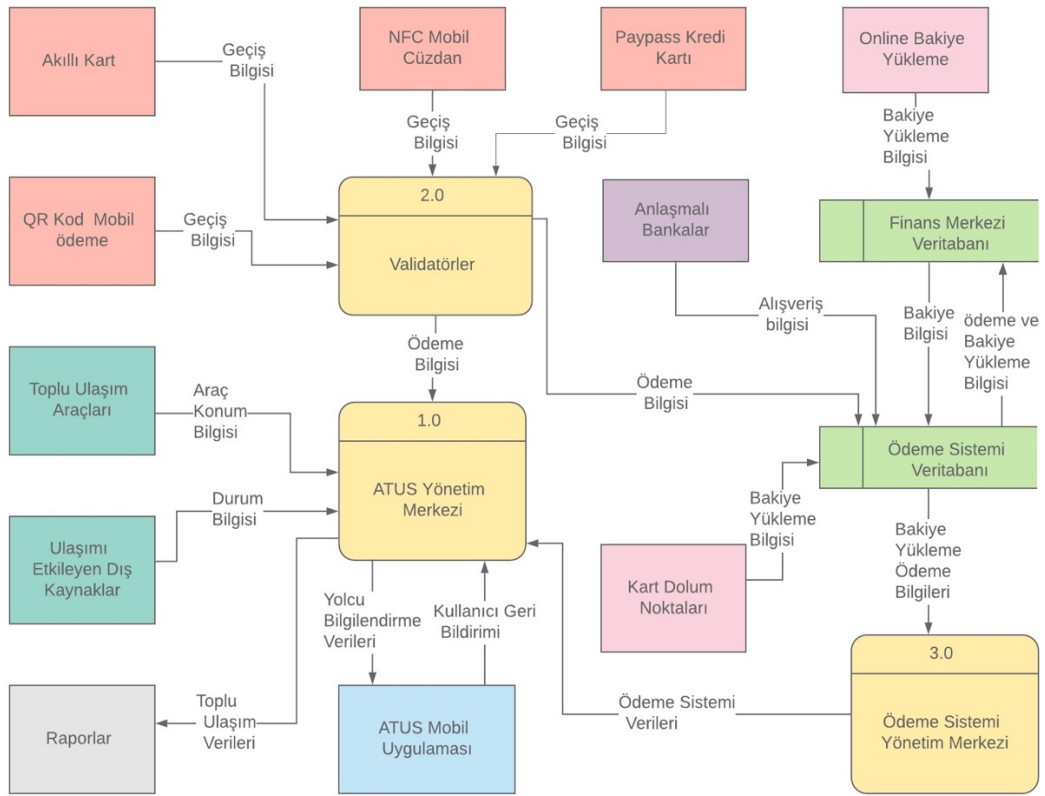 Akıllı Kart
Geçiş
Bilgisi
NFC Mobil
Cüzdan
Paypass Kredi
Kartı
Online Bakiye
Yükleme
Geçiş
Bilgisi
Geçiş
Bilgisi
Bakiye
Yükleme
Bilgisi
QR Kod Mobil
ödeme
Geçiş
Bilgisi
2.0
Validatörler
Anlaşmalı
Bankalar
Finans Merkezi
Veritabanı
Alışveriş
bilgisi
Bakiye
Bilgisi
ödeme ve
Bakiye
Yükleme
Bilgisi
Ödeme
Bilgisi
Toplu Ulaşım
Araçları
Araç
Konum
Bilgisi
Ödeme
Bilgisi
1.0
ATUS Yönetim
Merkezi
Ödeme Sistemi
Veritabanı
Durum
Bilgisi
Ulaşımı
Etkileyen Dış
Kaynaklar
Bakiye
Yükleme
Bilgisi
Kart Dolum
Noktaları
Bakiye
Yükleme
Ödeme
Bilgileri
Yolcu
Bilgilendirme
Verileri
Kullanıcı Geri
Bildirimi
3.0
Ödeme Sistemi
Yönetim Merkezi
Ödeme Sistemi
Verileri
Toplu
Ulaşım
Verileri
Raporlar
ATUS Mobil
Uygulaması